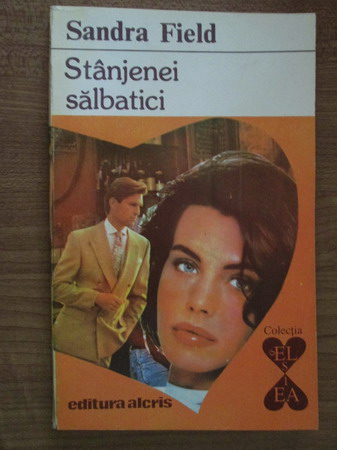 Sandra Field
Stânjenei
sălbatici
Colecția
EL
ȘI
EA
editura alcris